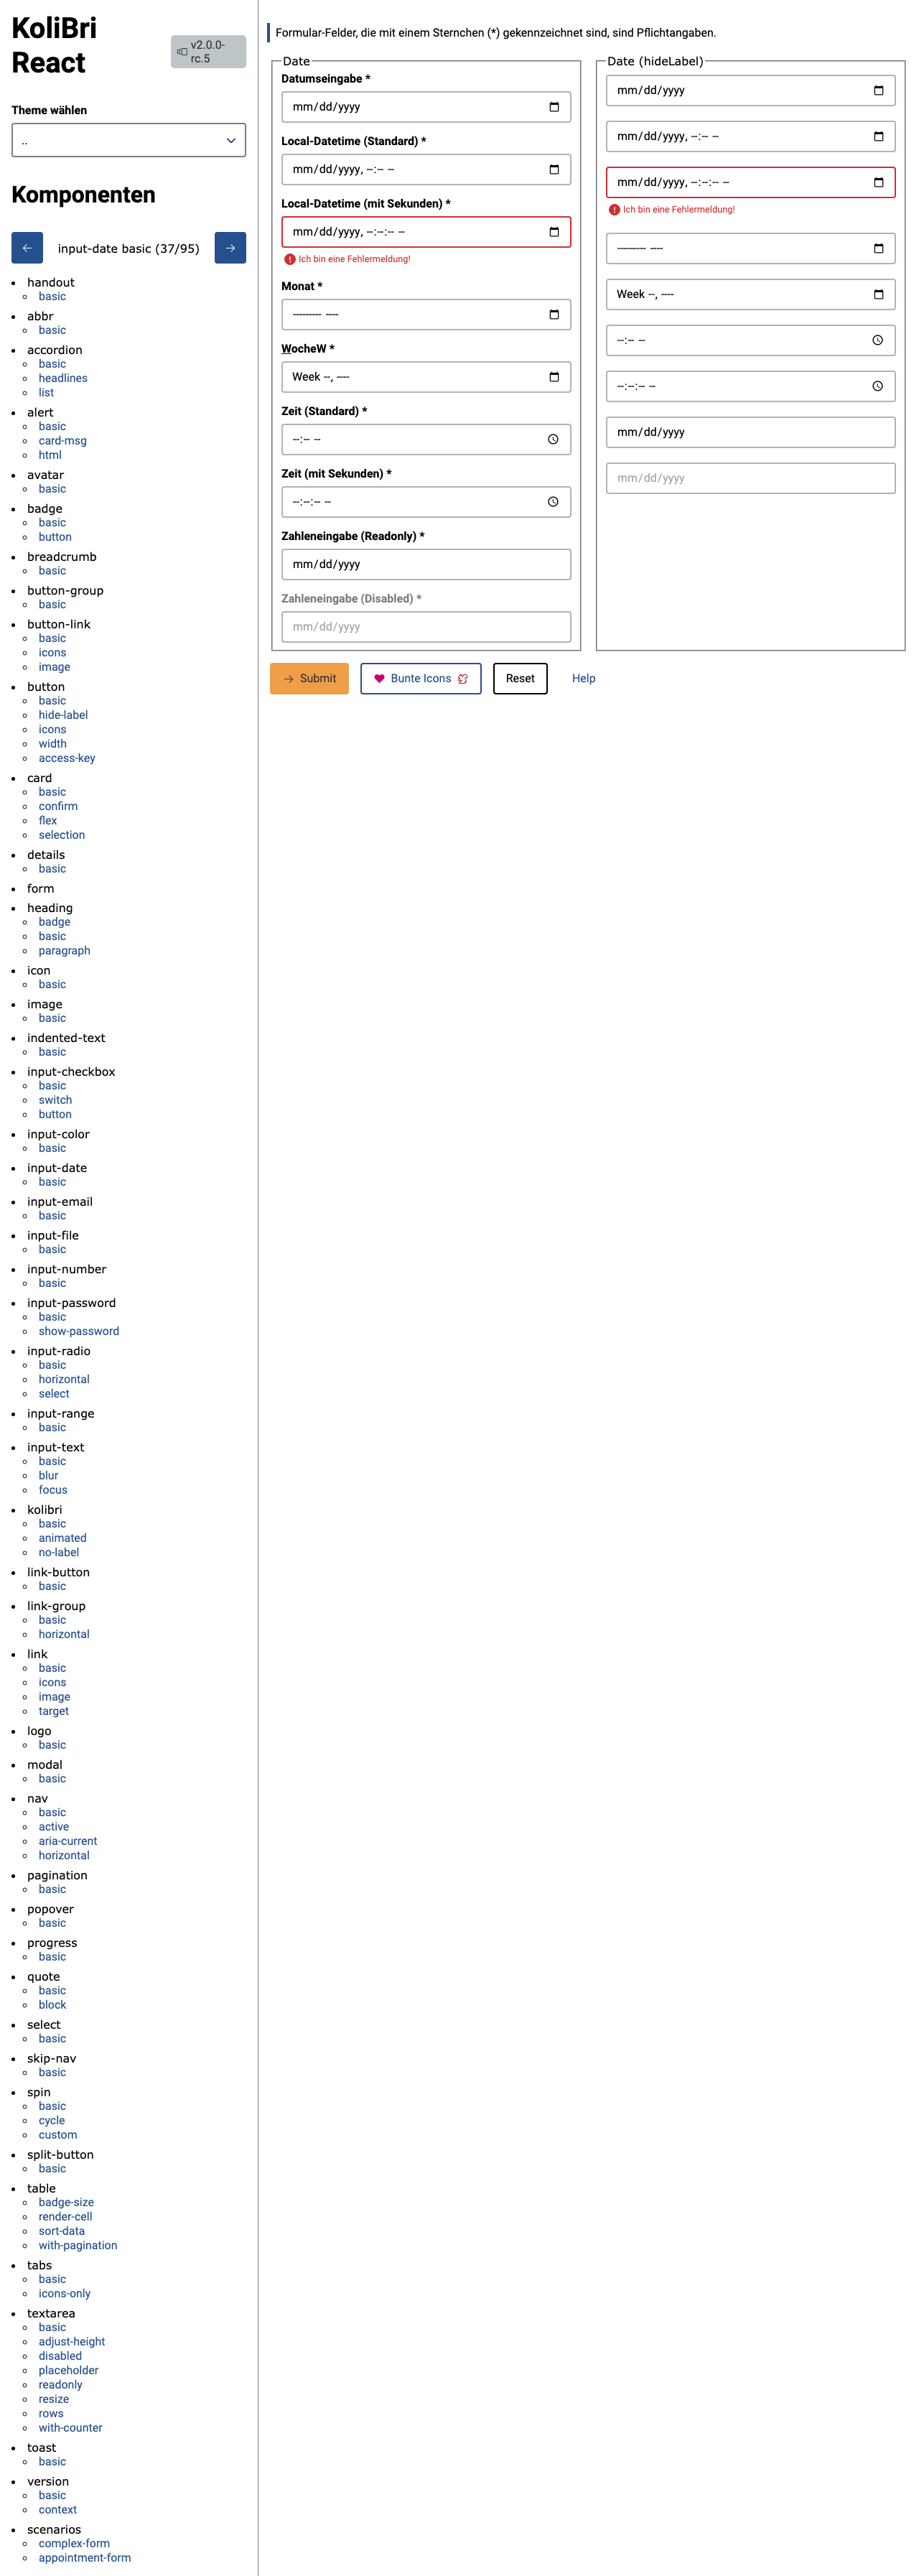 KoliBri
React
v2.0.0-
rc.5
Theme wählen
..
Komponenten
input-date basic (37/95)
handout
basic
abbr
basic
accordion
basic
headlines
list
alert
basic
card-msg
html
avatar
basic
badge
basic
button
breadcrumb
basic
button-group
basic
button-link
basic
icons
image
button
basic
hide-label
icons
width
access-key
card
basic
confirm
flex
selection
details
basic
form
heading
badge
basic
paragraph
icon
basic
image
basic
indented-text
basic
input-checkbox
basic
switch
button
input-color
basic
input-date
basic
input-email
basic
input-file
basic
input-number
basic
input-password
basic
show-password
input-radio
basic
horizontal
select
input-range
basic
input-text
basic
blur
focus
kolibri
basic
animated
no-label
link-button
basic
link-group
basic
horizontal
link
basic
icons
image
target
logo
basic
modal
basic
nav
basic
active
aria-current
horizontal
pagination
basic
popover
basic
progress
basic
quote
basic
block
select
basic
skip-nav
basic
spin
basic
cycle
custom
split-button
basic
table
badge-size
render-cell
sort-data
with-pagination
tabs
basic
icons-only
textarea
basic
adjust-height
disabled
placeholder
readonly
resize
rows
with-counter
toast
basic
version
basic
context
scenarios
complex-form
appointment-form
Formular-Felder, die mit einem Sternchen (*) gekennzeichnet sind, sind Pflichtangaben.
Date
Datumseingabe *
mm/dd/yyyy
Local-Datetime (Standard) *
mm/dd/yyyy, --:-- --
Local-Datetime (mit Sekunden) *
mm/dd/yyyy, --:--:-- --
Ich bin eine Fehlermeldung!
Monat *
--------- ----
WocheW *
Week --, ----
Zeit (Standard) *
--:-- --
Zeit (mit Sekunden) *
--:--:-- --
Zahleneingabe (Readonly) *
mm/dd/yyyy
Zahleneingabe (Disabled) *
mm/dd/yyyy
Date (hideLabel)
mm/dd/yyyy
mm/dd/yyyy, --:-- --
mm/dd/yyyy, --:--:-- --
Ich bin eine Fehlermeldung!
--------- ----
Week --, ----
--:-- --
--:--:-- --
mm/dd/yyyy
mm/dd/yyyy
Submit
Bunte Icons
Reset
Help